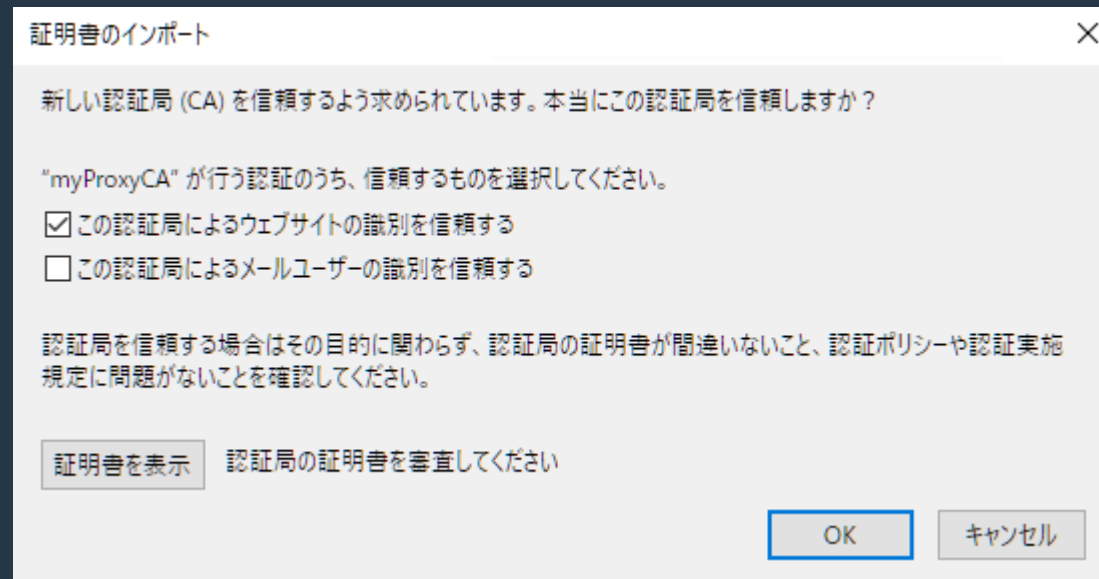 証明書のインポート
新しい認証局 (CA) を信頼するよう求められています。本当にこの認証局を信頼しますか？
“myProxyCA” が行う認証のうち、信頼するものを選択してください。
この認証局によるウェブサイトの識別を信頼する
この認証局によるメールユーザーの識別を信頼する
認証局を信頼する場合はその目的に関わらず、認証局の証明書が間違いないこと、認証ポリシーや認証実施
規定に問題がないことを確認してください。
証明書を表示 認証局の証明書を審査してください
OK キャンセル